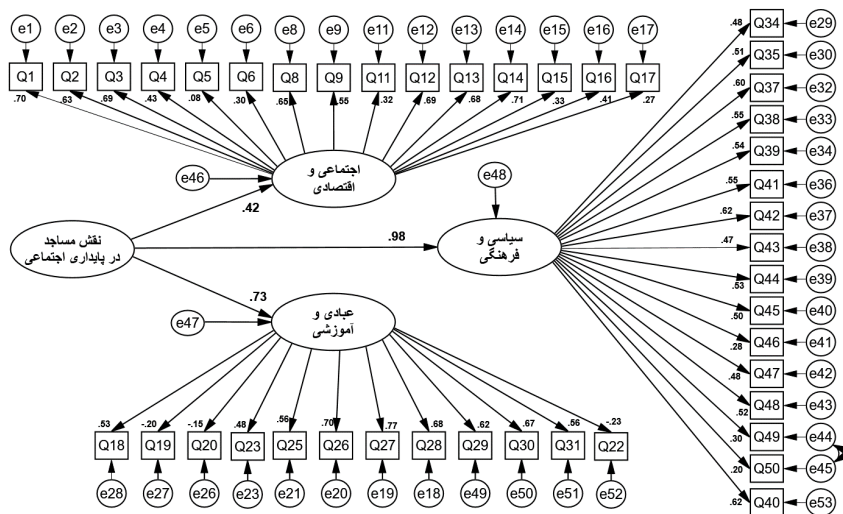 e1 e2 e3 e4 e5 e6 e8 e9 e11 e12 e13 e14 e15 e16 e17
Q1 Q2 Q3 Q4 Q5 Q6 Q8 Q9 Q11 Q12 Q13 Q14 Q15 Q16 Q17
.70 .63 .69 .43 .08 .30 .65 .55 .32 .69 .68 .71 .33 .41 .27
e46
اجتماعی و
اقتصادی
.42
نقش مساجد
در پایداری اجتماعی
.98
e48
سیاسی و
فرهنگی
.73
e47
عبادی و
آموزشی
.53 -.20 -.15 .48 .56 .70 .77 .68 .62 .67 .56 -.23
Q18 Q19 Q20 Q23 Q25 Q26 Q27 Q28 Q29 Q30 Q31 Q22
e28 e27 e26 e23 e21 e20 e19 e18 e49 e50 e51 e52
.48 Q34 e29
.51 Q35 e30
.60 Q37 e32
.55 Q38 e33
.54 Q39 e34
.55 Q41 e36
.62 Q42 e37
.47 Q43 e38
.53 Q44 e39
.50 Q45 e40
.28 Q46 e41
.48 Q47 e42
.52 Q48 e43
.30 Q49 e44
.20 Q50 e45
.62 Q40 e53